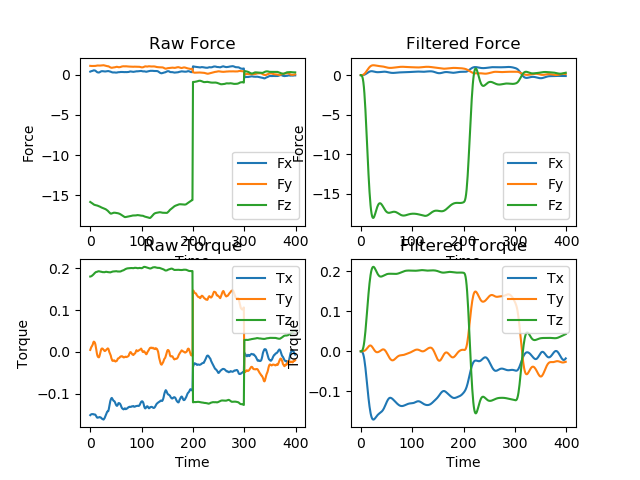 Raw Force
Filtered Force
Force
0
−5
−10
−15
0 100 200 300 400
Time
Fx
Fy
Fz
Force
0
−5
−10
−15
0 100 200 300 400
Time
Fx
Fy
Fz
Raw Torque
Filtered Torque
Torque
0.2
0.1
0.0
−0.1
0 100 200 300 400
Time
Tx
Ty
Tz
Torque
0.2
0.1
0.0
−0.1
0 100 200 300 400
Time
Tx
Ty
Tz